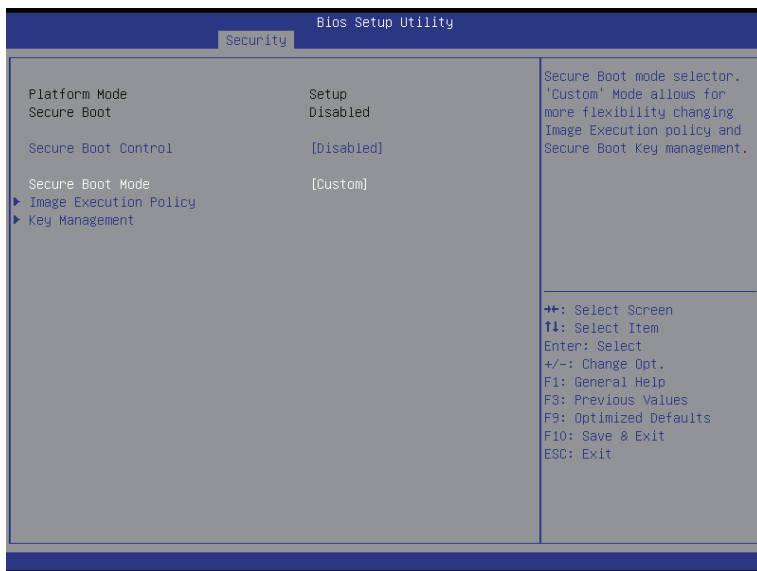 Bios Setup Utility
Security
Platform Mode Setup
Secure Boot Disabled
Secure Boot Control [Disabled]
Secure Boot Mode [Custom]
Image Execution Policy
Key Management
Secure Boot mode selector.
'Custom' Mode allows for
more flexibility changing
Image Execution policy and
Secure Boot Key management.
→←: Select Screen
↑↓: Select Item
Enter: Select
+/-: Change Opt.
F1: General Help
F3: Previous Values
F9: Optimized Defaults
F10: Save & Exit
ESC: Exit